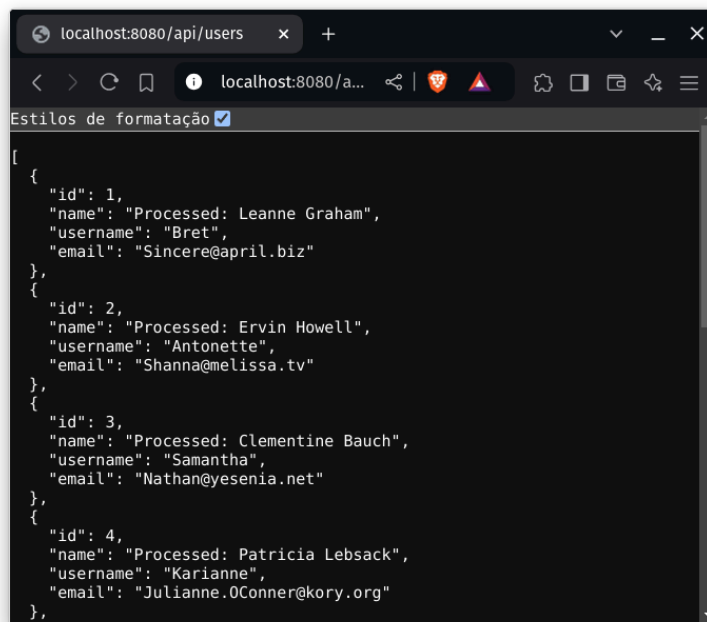 localhost:8080/api/users
localhost:8080/a...
Estilos de formatação
[
  {
    "id": 1,
    "name": "Processed: Leanne Graham",
    "username": "Bret",
    "email": "Sincere@april.biz"
  },
  {
    "id": 2,
    "name": "Processed: Ervin Howell",
    "username": "Antonette",
    "email": "Shanna@melissa.tv"
  },
  {
    "id": 3,
    "name": "Processed: Clementine Bauch",
    "username": "Samantha",
    "email": "Nathan@yesenia.net"
  },
  {
    "id": 4,
    "name": "Processed: Patricia Lebsack",
    "username": "Karianne",
    "email": "Julianne.OConner@kory.org"
  },